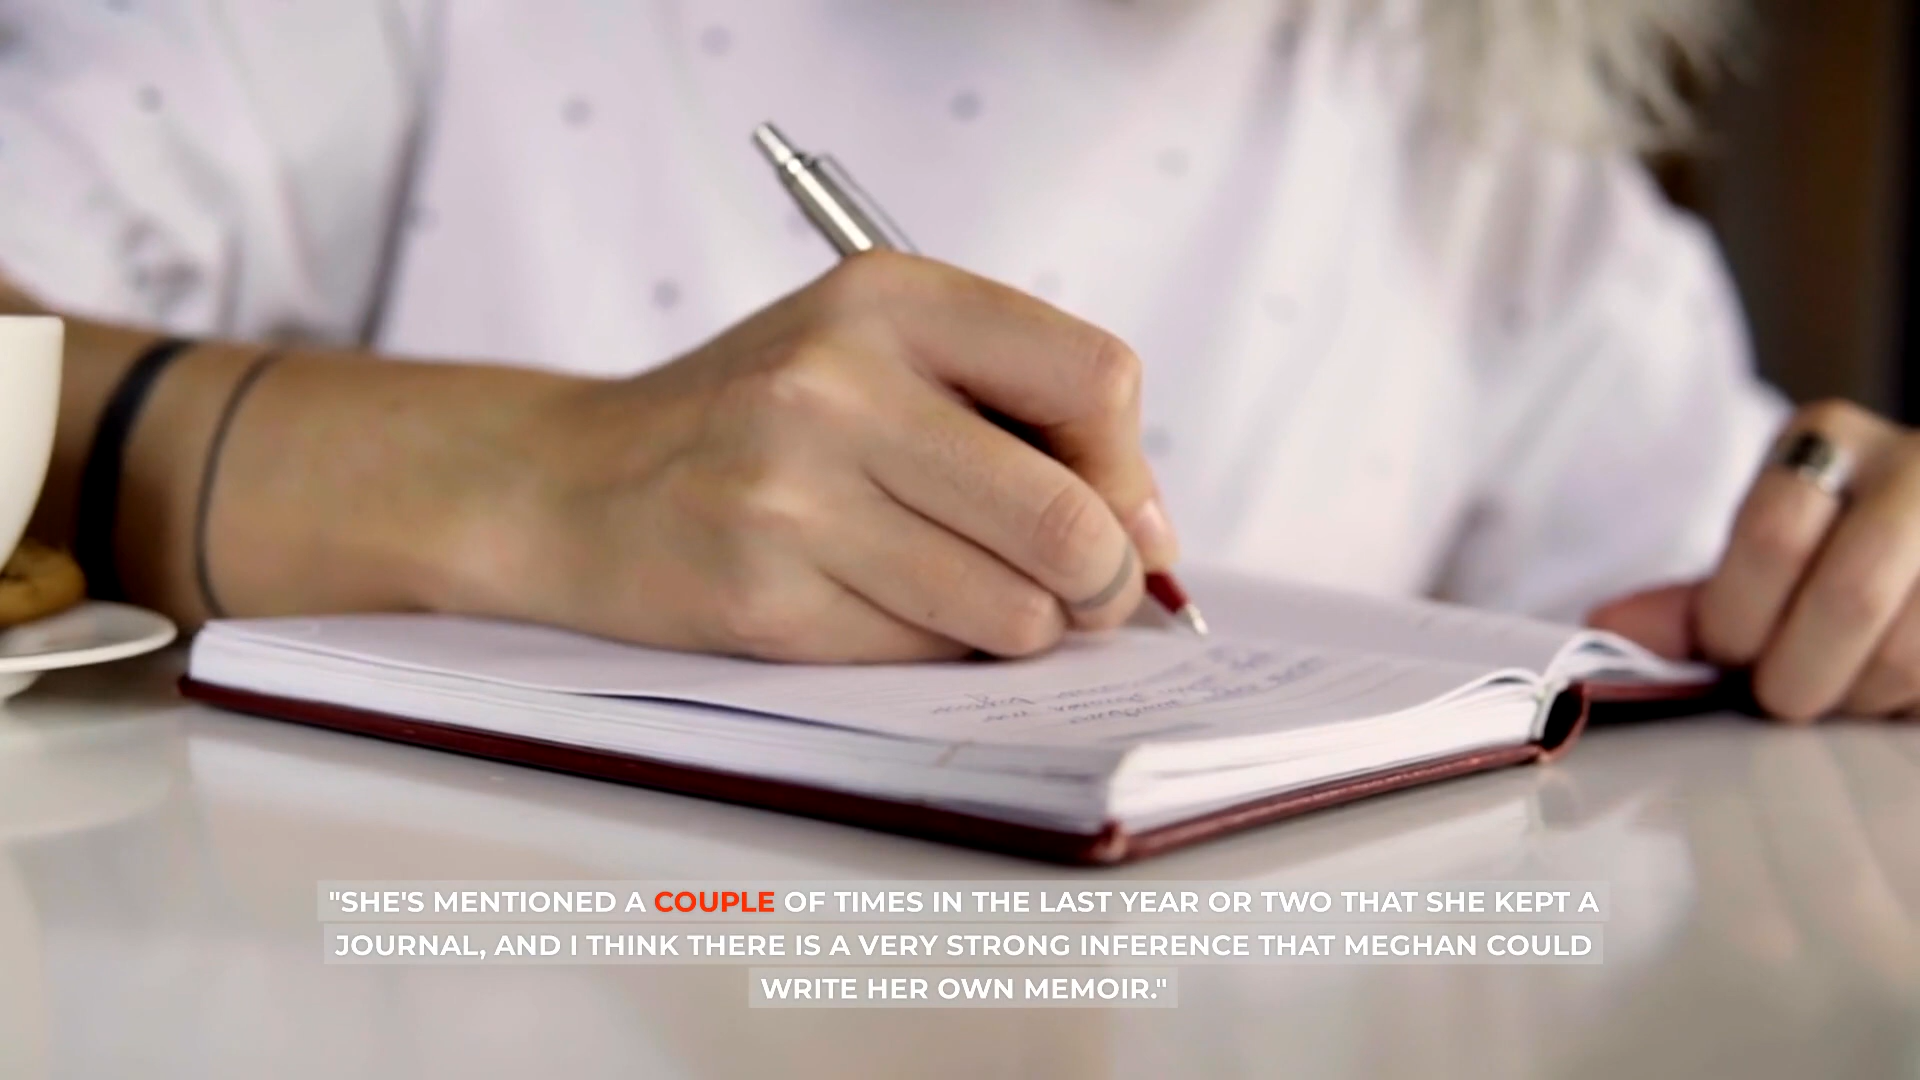 "SHE'S MENTIONED A COUPLE OF TIMES IN THE LAST YEAR OR TWO THAT SHE KEPT A
JOURNAL, AND I THINK THERE IS A VERY STRONG INFERENCE THAT MEGHAN COULD
WRITE HER OWN MEMOIR."